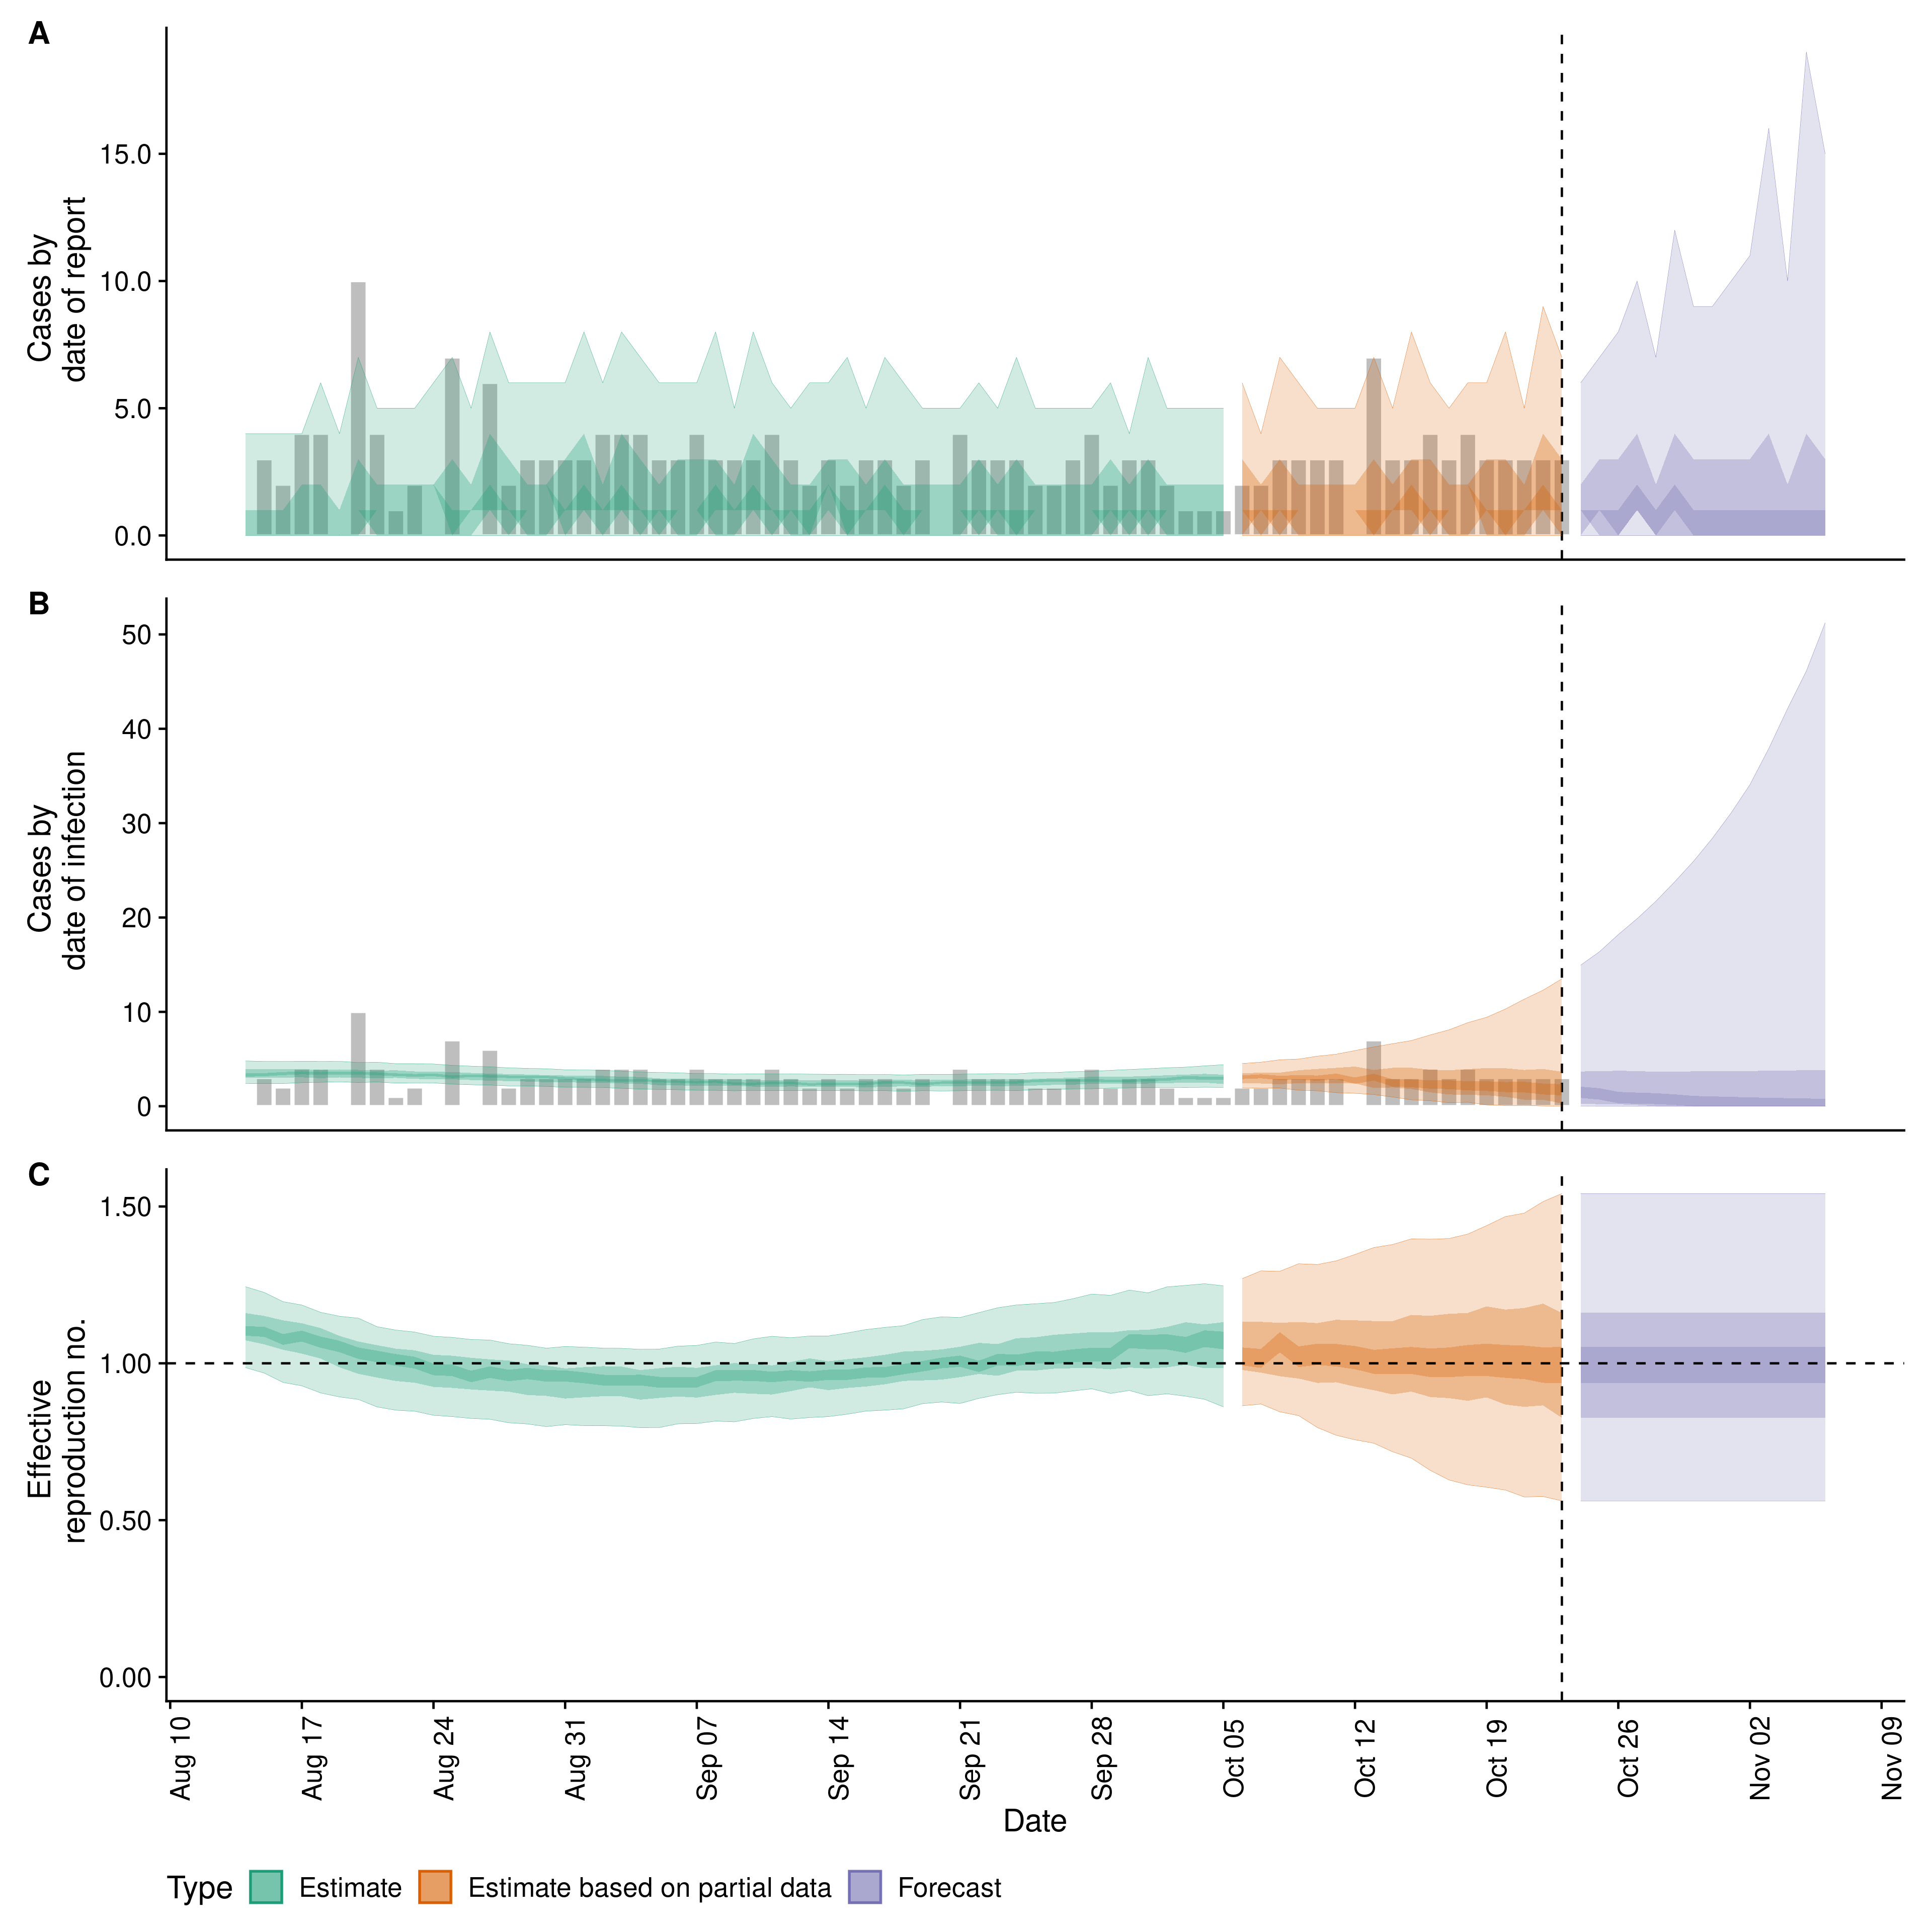 A
Cases by
date of report
15.0
10.0
5.0
0.0
B
Cases by
date of infection
50
40
30
20
10
0
C
Effective
reproduction no.
1.50
1.00
0.50
0.00
Aug 10
Aug 17
Aug 24
Aug 31
Sep 07
Sep 14
Sep 21
Sep 28
Oct 05
Oct 12
Oct 19
Oct 26
Nov 02
Nov 09
Date
Type Estimate Estimate based on partial data Forecast